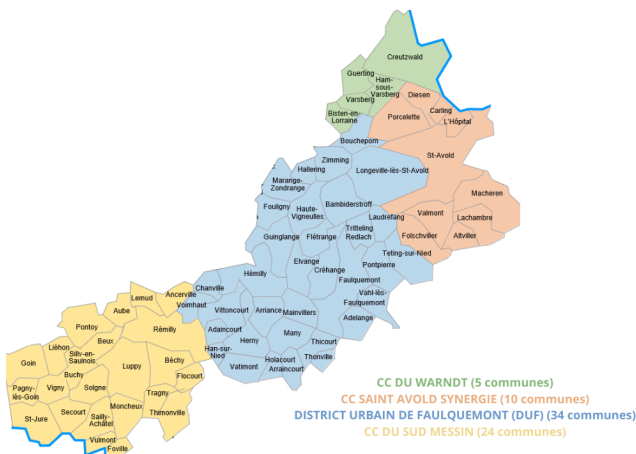 Creutzwald
Guerting
Ham-
sous-
Varsberg
Varsberg
Diesen
Bisten-en-
Lorraine
Porcelette
Carling
L'Hôpital
Boucheporn
St-Avold
Zimming
Hallering
Longeville-lès-St-Avold
Marange-
Zondrange
Macheren
Fouligny
Haute-
Vigneulles
Bambiderstroff
Laudrefang
Valmont
Lachambre
Guinglange
Flétrange
Tritteling
Redlach
Folschviller
Altviller
Teting-sur-Nied
Elvange
Créhange
Pontpierre
Hémilly
Faulquemont
Chanville
Vahl-lès-
Faulquemont
Ancerville
Voimhaut
Lemud
Aube
Vittoncourt
Arriance
Mainvillers
Adelange
Pontoy
Rémilly
Adaincourt
Many
Beux
Herny
Thicourt
Liéhon
Silly-en-
Saulnois
Han-sur-
Nied
Holacourt
Thonville
Goin
Luppy
Béchy
Vatimont
Arraincourt
Buchy
Flocourt
Pagny-
lès-Goin
Vigny
Solgne
Tragny
Moncheux
Thimonville
St-Jure
Secourt
Sailly-
Achâtel
Vulmont
Foville
CC DU WARNDT (5 communes)
CC SAINT AVOLD SYNERGIE (10 communes)
DISTRICT URBAIN DE FAULQUEMONT (DUF) (34 communes)
CC DU SUD MESSIN (24 communes)